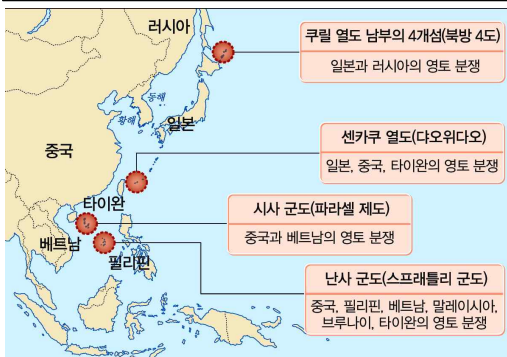 러시아
쿠릴 열도 남부의 4개섬(북방 4도)
일본과 러시아의 영토 분쟁
동해
황해
일본
중국
센카쿠 열도(댜오위다오)
일본, 중국, 타이완의 영토 분쟁
타이완
시사 군도(파라셀 제도)
중국과 베트남의 영토 분쟁
베트남
필리핀
난사 군도(스프래틀리 군도)
중국, 필리핀, 베트남, 말레이시아,
브루나이, 타이완의 영토 분쟁